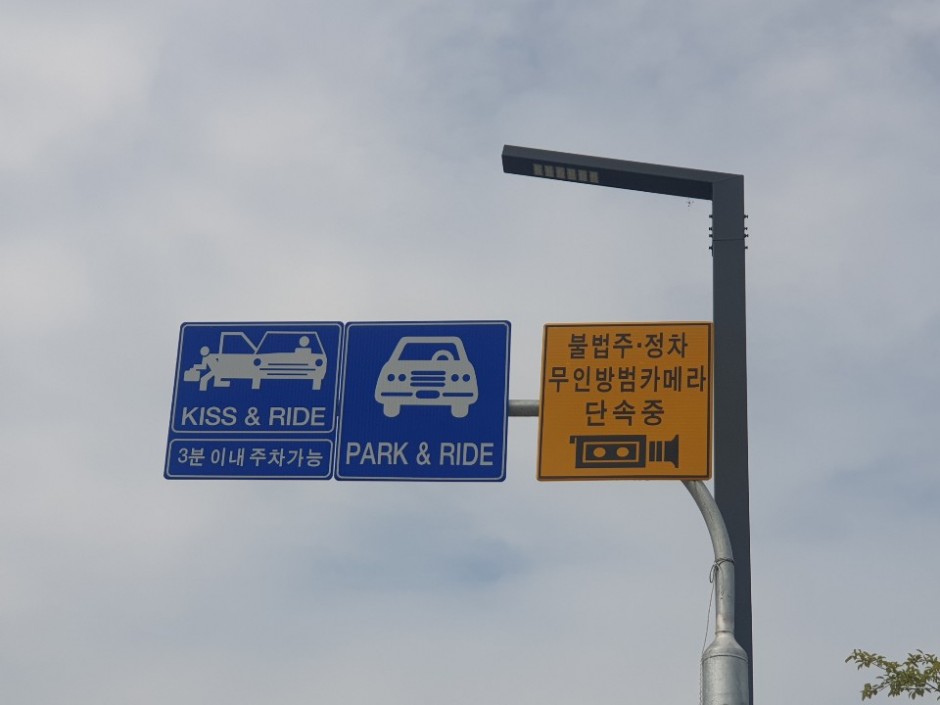 KISS & RIDE
3분 이내 주차가능
PARK & RIDE
불법주·정차
무인방범카메라
단속중